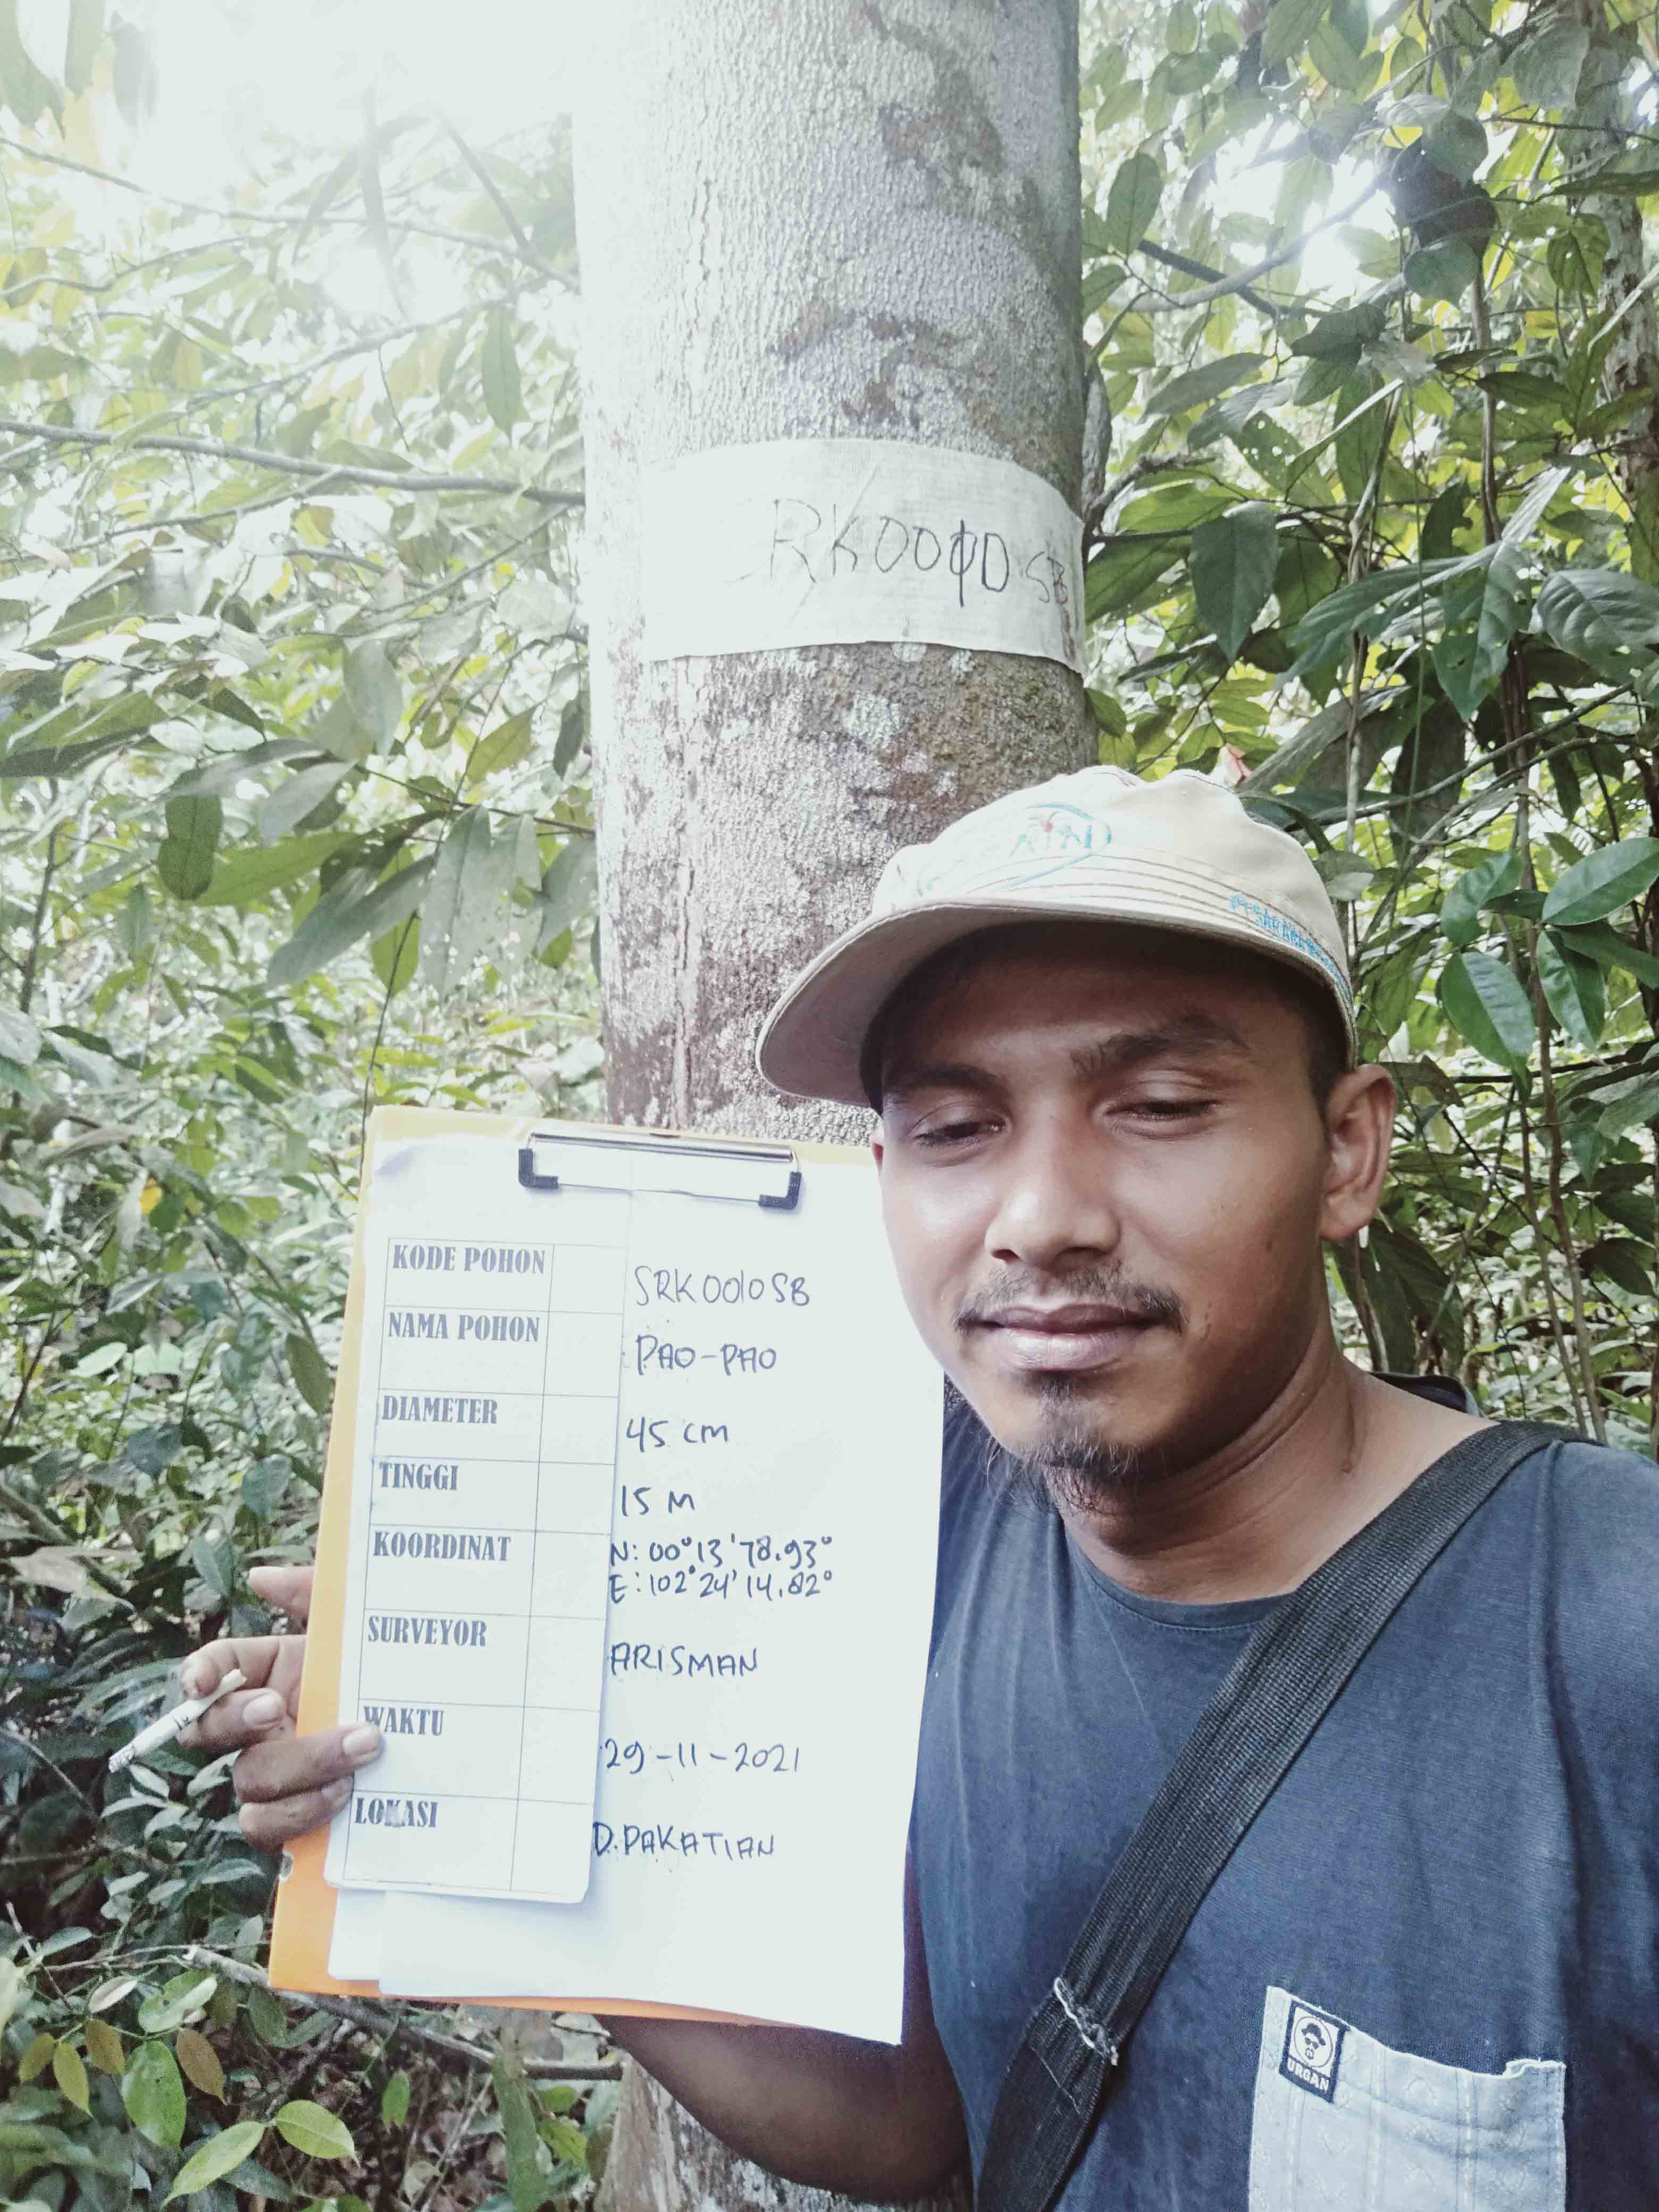 RK0010 SB
KODE POHON
SRK0010SB
NAMA POHON
: PAO-PAO
DIAMETER
45 cm
TINGGI
15 M
KOORDINAT
N: 00°13'78.93°
E: 102°24'14.82°
SURVEYOR
ARISMAN
WAKTU
29-11-2021
LOKASI
D.PAKATIAN
URGAN